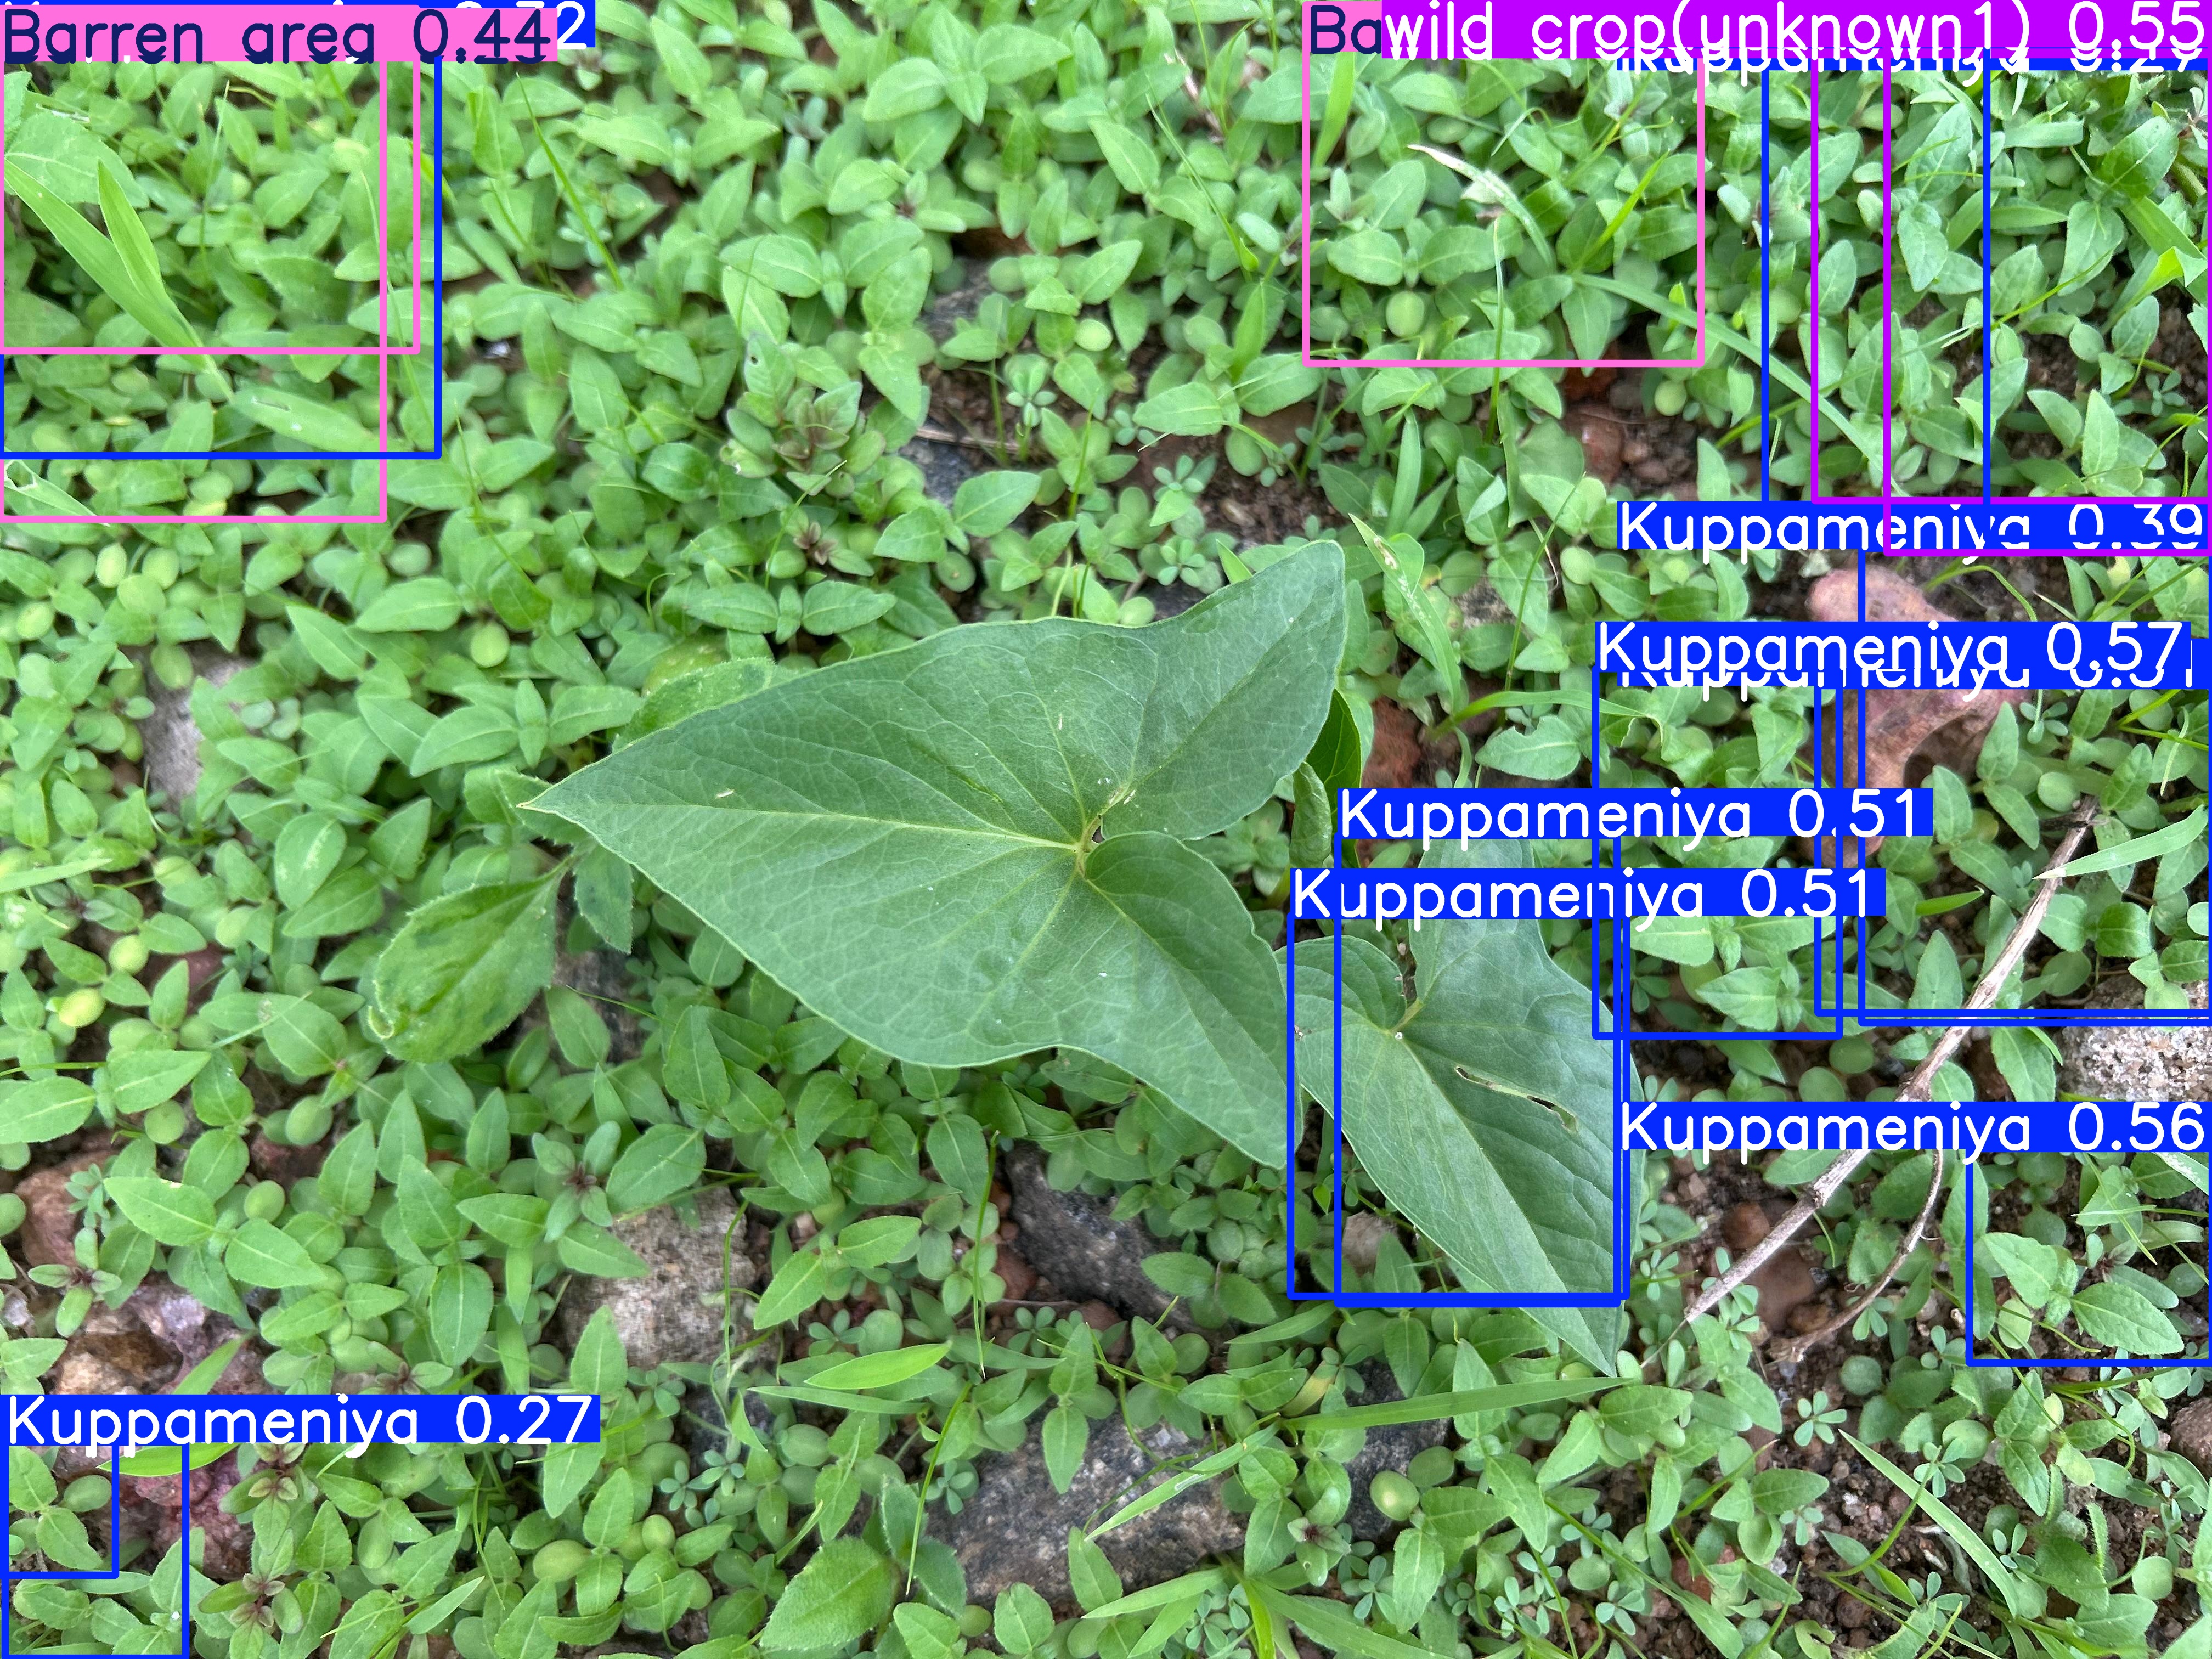 Barren area 0.44
Ba
wild crop(unknown1) 0.55
Kuppameniya 0.39
Kuppameniya 0.57
Kuppameniya 0.51
Kuppameniya 0.51
Kuppameniya 0.56
Kuppameniya 0.27